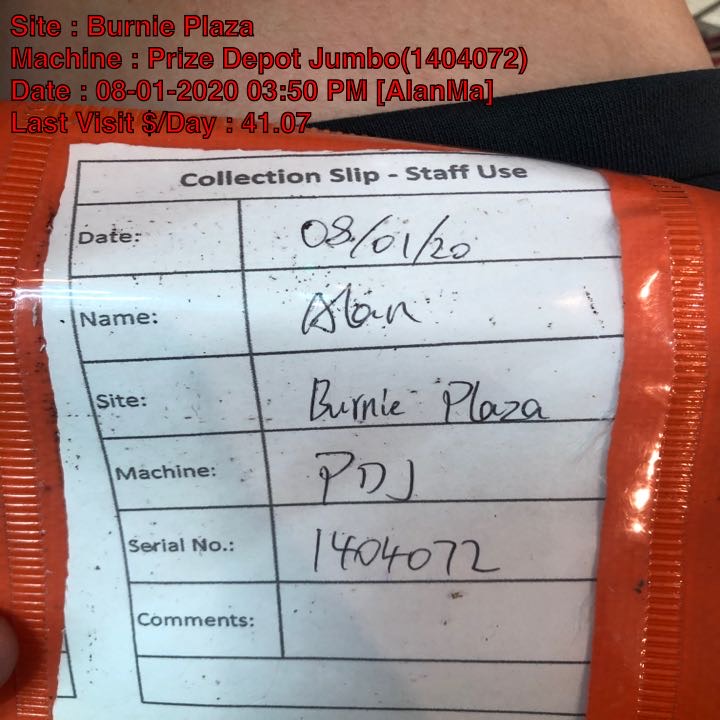 Site : Burnie Plaza
Machine : Prize Depot Jumbo(1404072)
Date : 08-01-2020 03:50 PM [AlanMa]
Last Visit $/Day : 41.07
Collection Slip - Staff Use
Date: 08/01/20
Name: Alan
Site: Burnie Plaza
Machine: PDJ
Serial No.: 1404072
Comments: